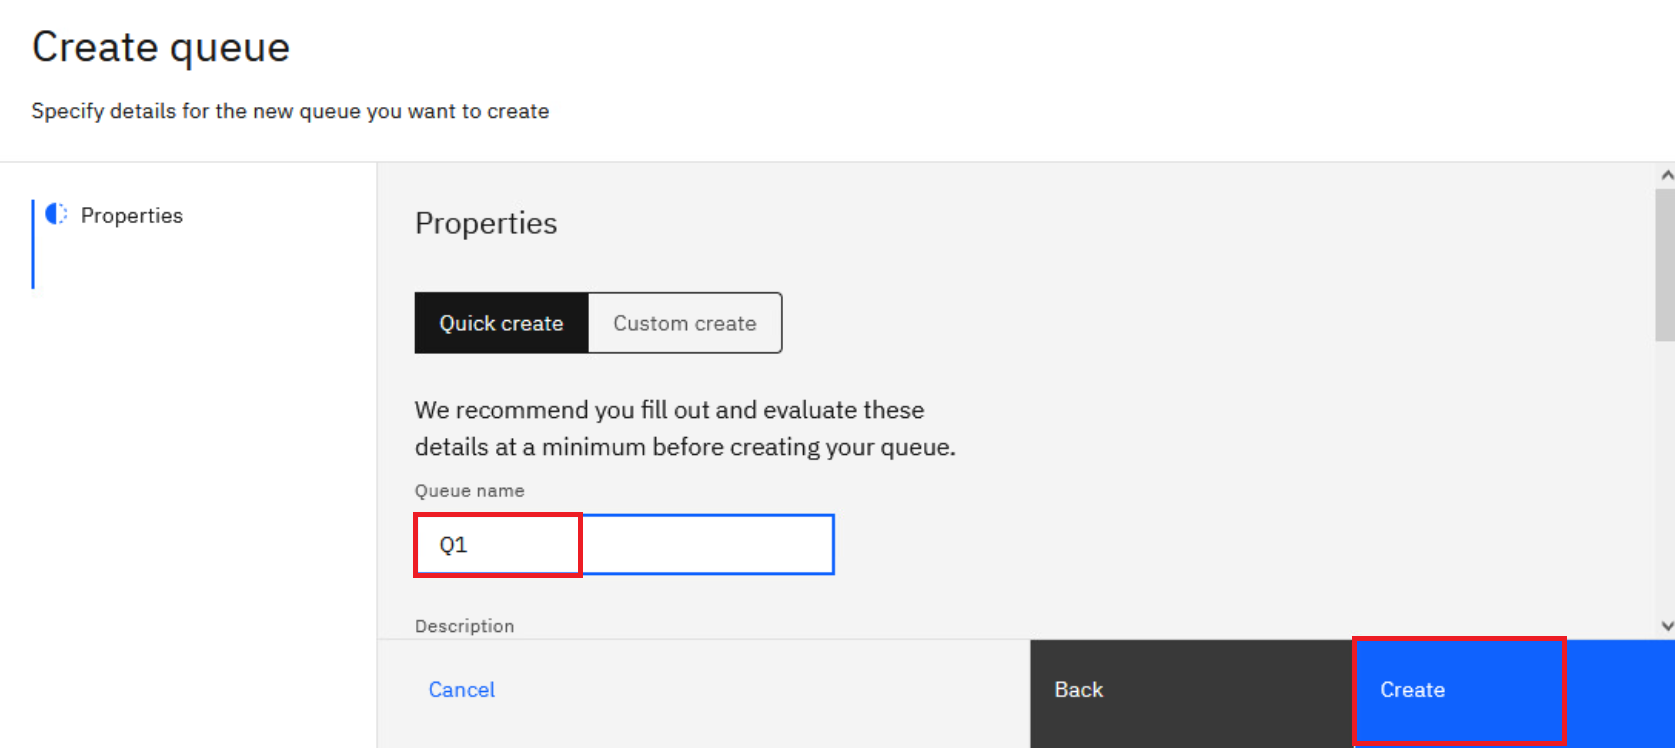 Create queue
Specify details for the new queue you want to create
Properties
Properties
Quick create
Custom create
We recommend you fill out and evaluate these
details at a minimum before creating your queue.
Queue name
Q1
Description
Cancel
Back
Create